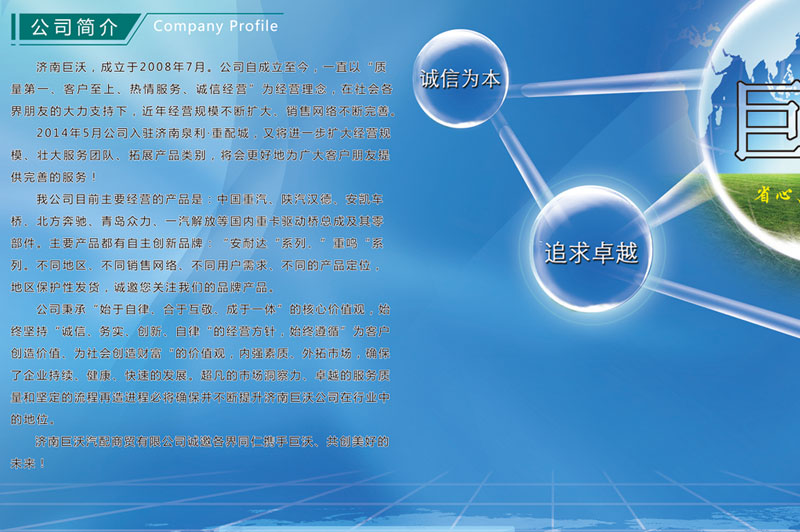 公司简介
Company Profile
济南巨沃，成立于2008年7月。公司自成立至今，一直以“质
量第一、客户至上、热情服务、诚信经营”为经营理念，在社会各
界朋友的大力支持下，近年经营规模不断扩大、销售网络不断完善。
2014年5月公司入驻济南泉利·重配城，又将进一步扩大经营规
模、壮大服务团队、拓展产品类别，将会更好地为广大客户朋友提
供完善的服务！
我公司目前主要经营的产品是：中国重汽、陕汽汉德、安凯车
桥、北方奔驰、青岛众力、一汽解放等国内重卡驱动桥总成及其零
部件。主要产品都有自主创新品牌：“安耐达“系列、”重鸣“系
列。不同地区、不同销售网络、不同用户需求、不同的产品定位，
地区保护性发货，诚邀您关注我们的品牌产品。
公司秉承“始于自律、合于互敬、成于一体”的核心价值观，始
终坚持“诚信、务实、创新、自律“的经营方针，始终遵循”为客户
创造价值、为社会创造财富“的价值观，内强素质、外拓市场，确保
了企业持续、健康、快速的发展。超凡的市场洞察力、卓越的服务质
量和坚定的流程再造进程必将确保并不断提升济南巨沃公司在行业中
的地位。
济南巨沃汽配商贸有限公司诚邀各界同仁携手巨沃、共创美好的
未来！
诚信为本
追求卓越
巨
省心